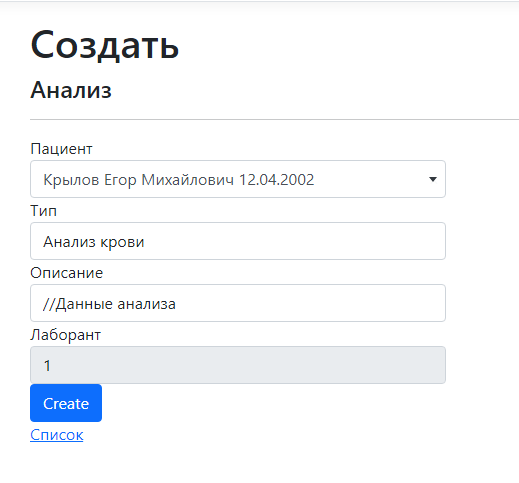 Создать
Анализ
Пациент
Крылов Егор Михайлович 12.04.2002
Тип
Анализ крови
Описание
//Данные анализа
Лаборант
1
Create
Список